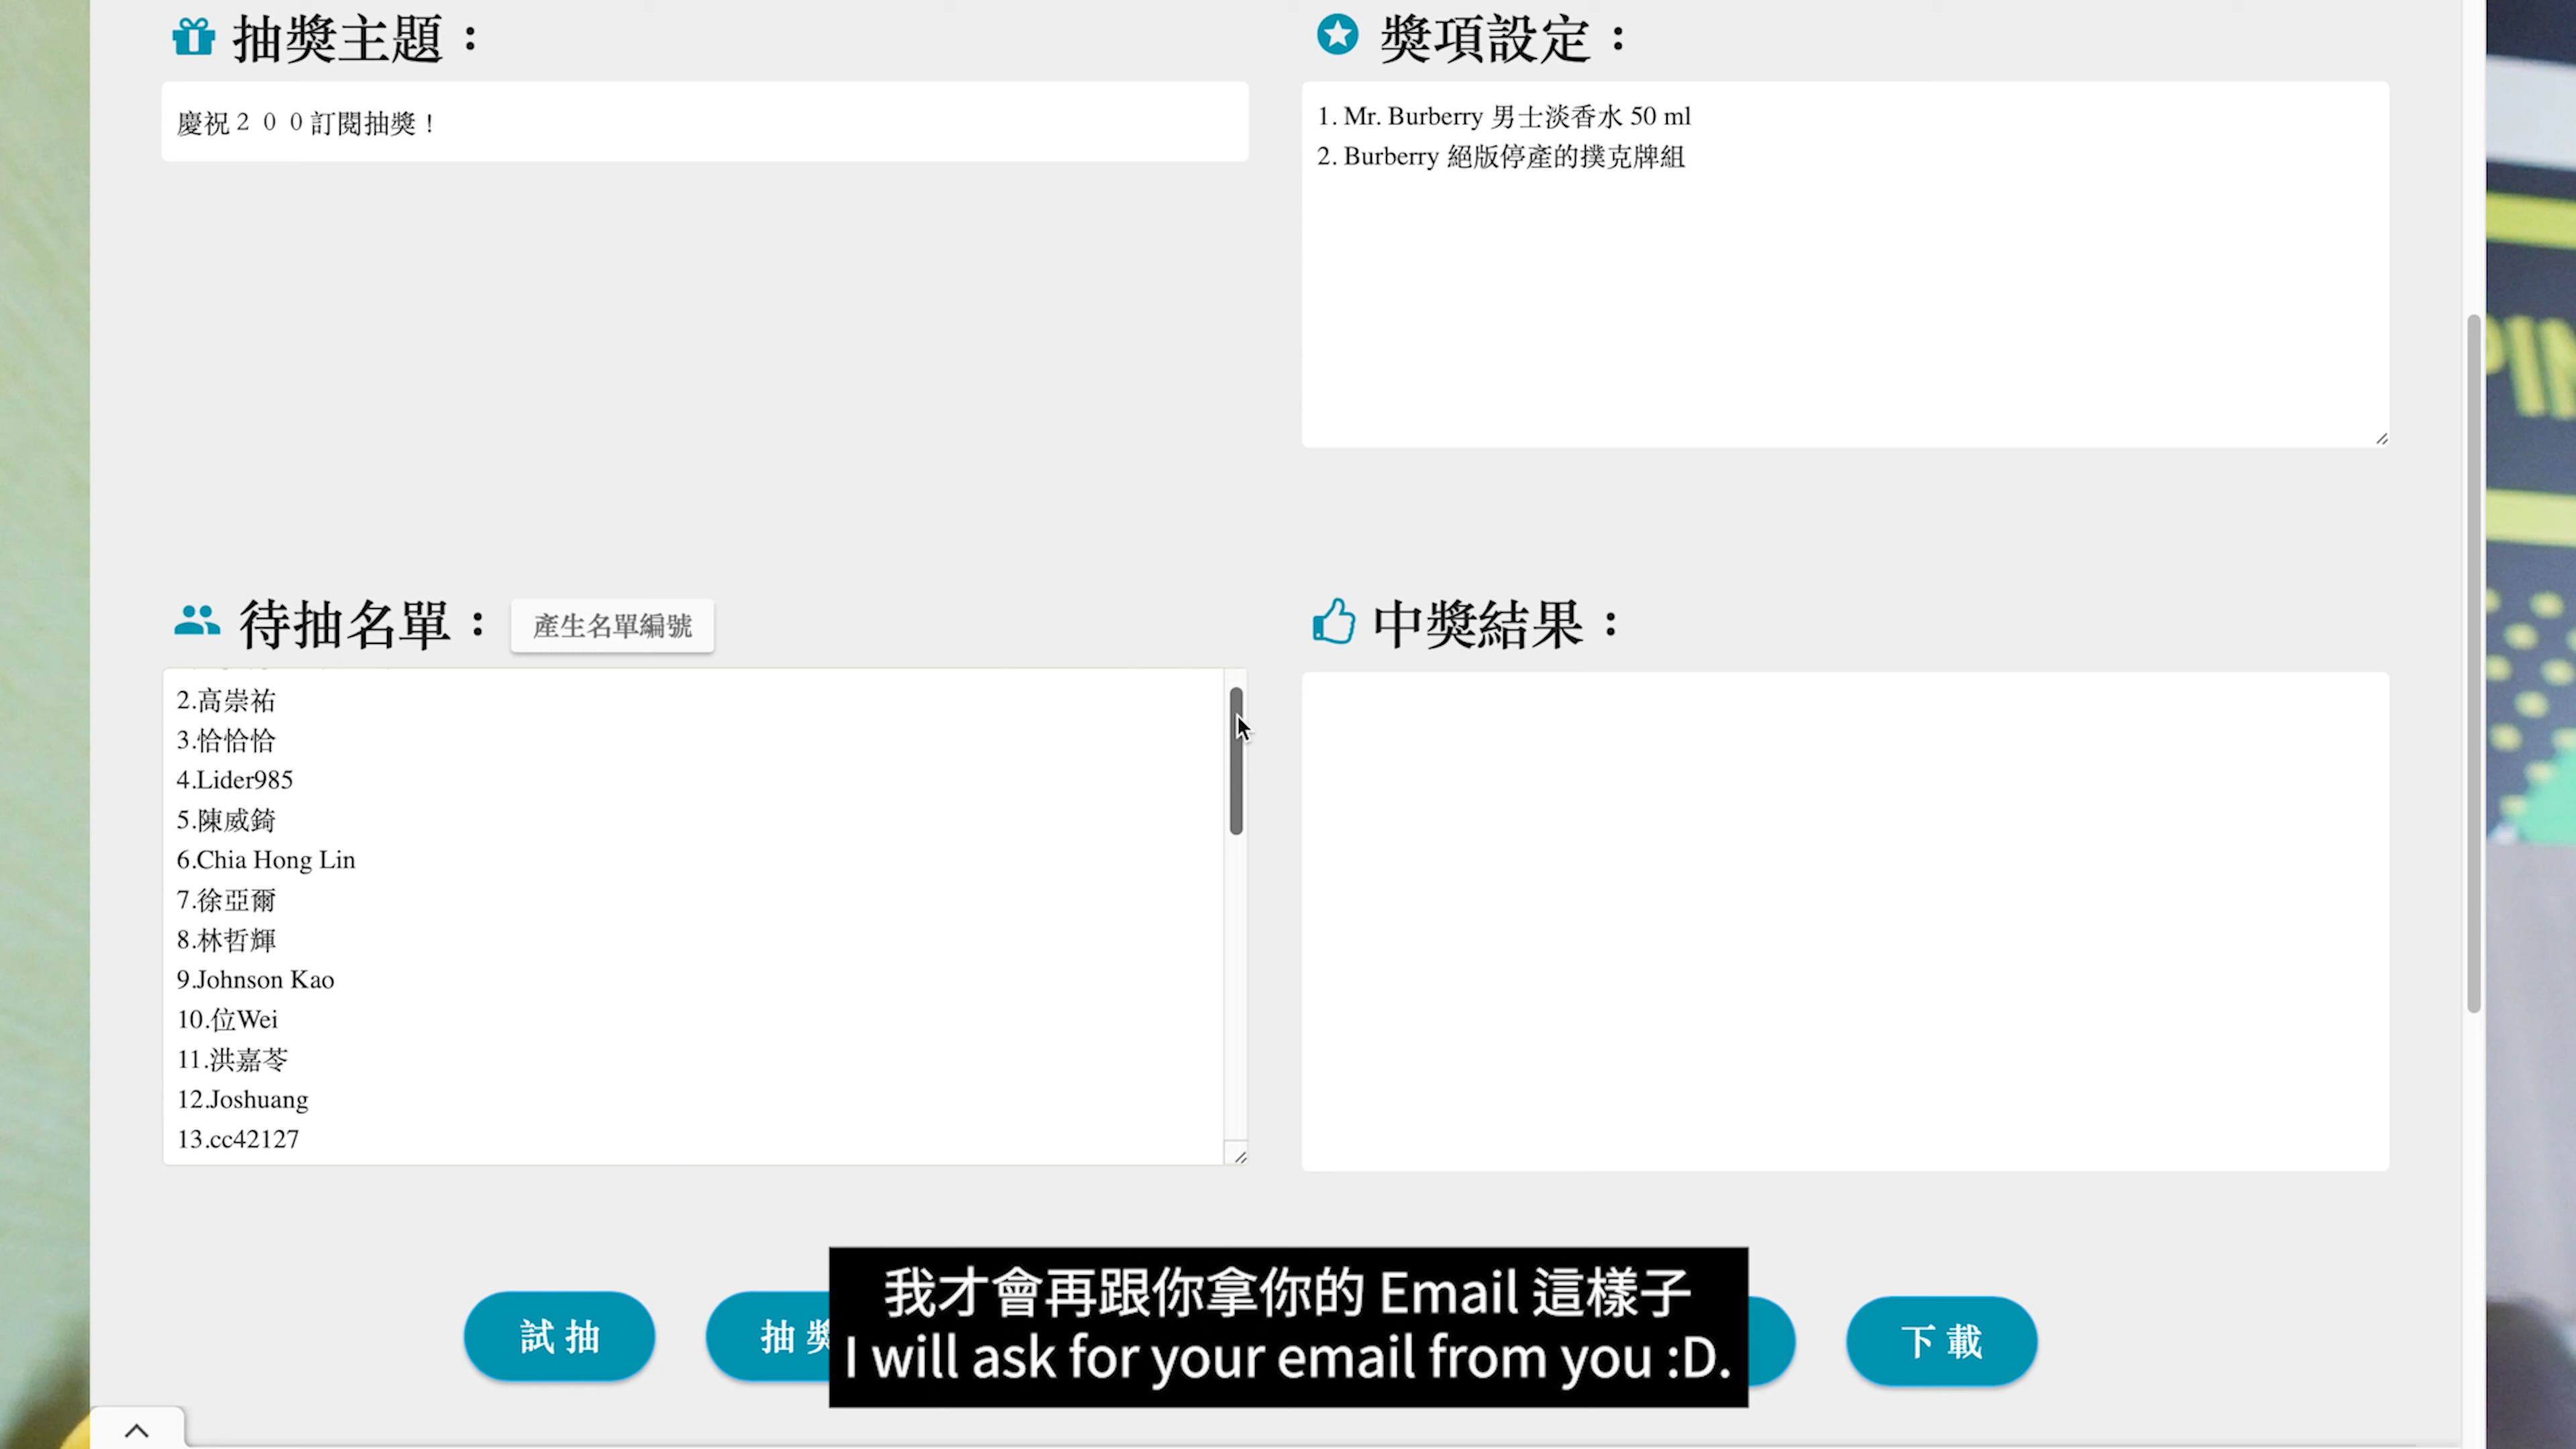 抽獎主題：
慶祝２００訂閱抽獎！
獎項設定：
1. Mr. Burberry 男士淡香水 50 ml
2. Burberry 絕版停產的撲克牌組
待抽名單：
產生名單編號
2.高崇祐
3.恰恰恰
4.Lider985
5.陳威錡
6.Chia Hong Lin
7.徐亞爾
8.林哲輝
9.Johnson Kao
10.位Wei
11.洪嘉苓
12.Joshuang
13.cc42127
中獎結果：
試抽
抽獎
下載
我才會再跟你拿你的 Email 這樣子
I will ask for your email from you :D.